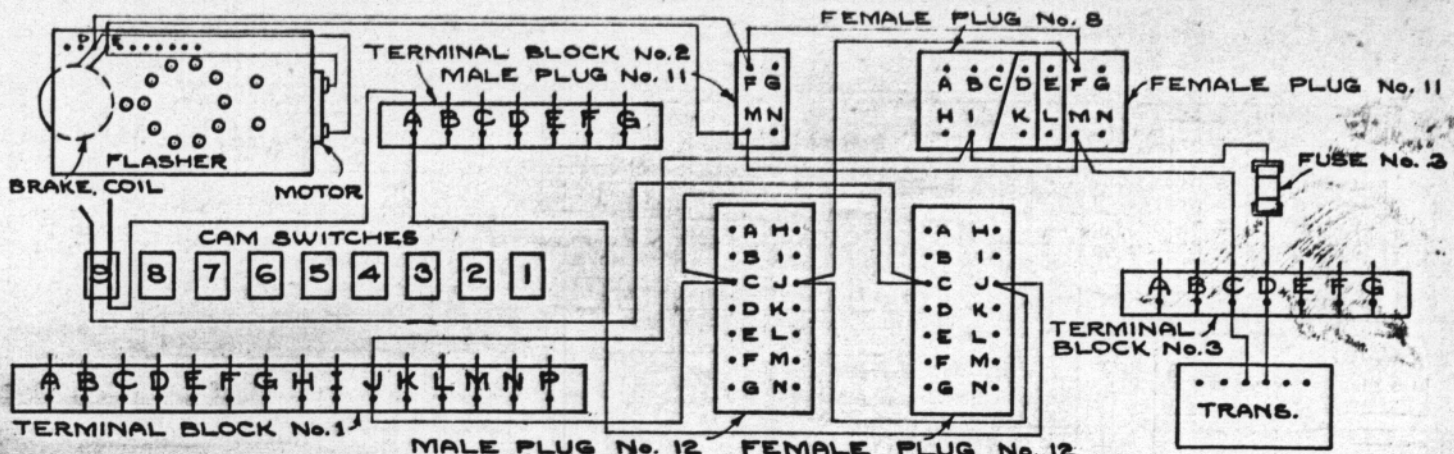 FEMALE PLUG No. 8
P E
TERMINAL BLOCK No.2
MALE PLUG No.11
F G
M N
A B C D E F G
H I K L M N
FEMALE PLUG No. 11
A B C D E F G
FLASHER
BRAKE COIL
MOTOR
FUSE No. 3
CAM SWITCHES
9 8 7 6 5 4 3 2 1
A H
B I
C J
D K
E L
F M
G N
A H
B I
C J
D K
E L
F M
G N
A B C D E F G
TERMINAL
BLOCK No.3
A B C D E F G H I J K L M N P
TRANS.
TERMINAL BLOCK No.1
MALE PLUG No. 12
FEMALE PLUG No. 12